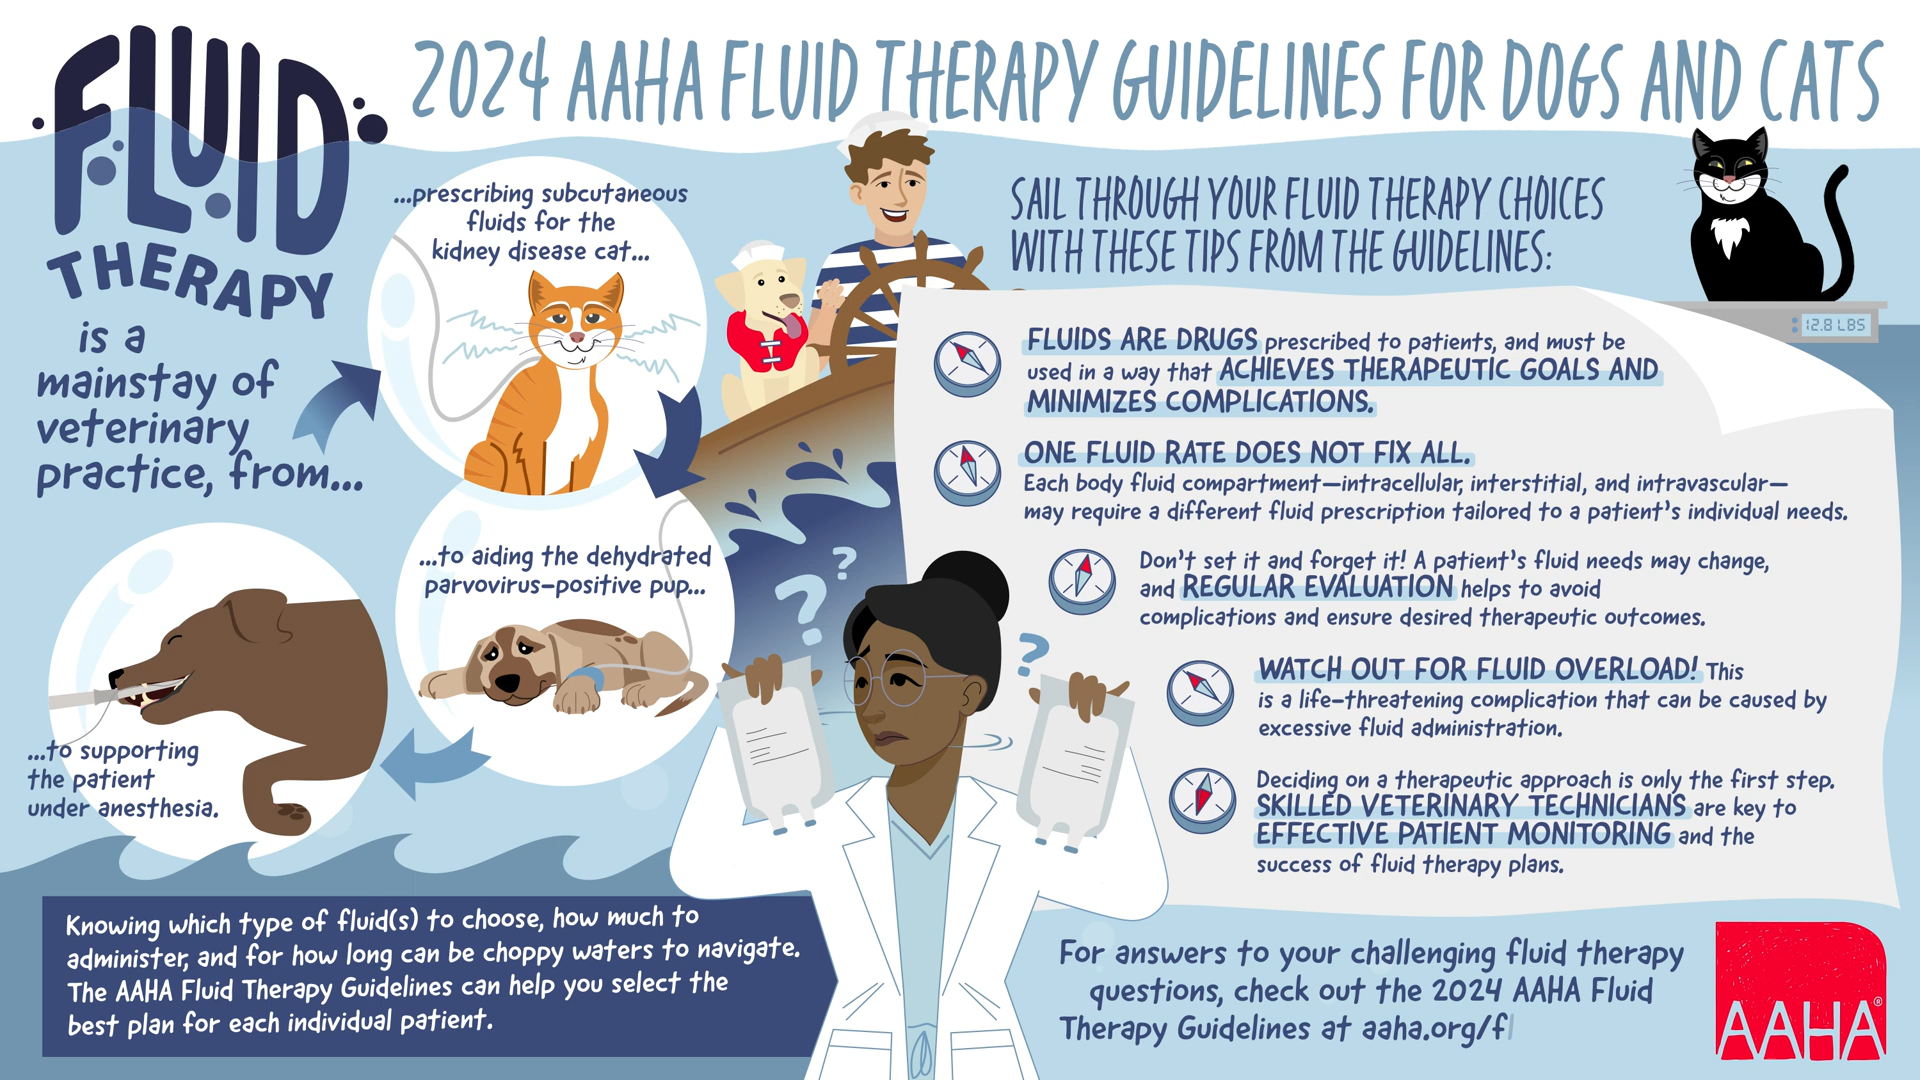 FLUID
THERAPY
is a
mainstay of
veterinary
practice, from...
2024 AAHA FLUID THERAPY GUIDELINES FOR DOGS AND CATS
...prescribing subcutaneous
fluids for the
kidney disease cat...
...to aiding the dehydrated
parvovirus-positive pup...
...to supporting
the patient
under anesthesia.
Knowing which type of fluid(s) to choose, how much to
administer, and for how long can be choppy waters to navigate.
The AAHA Fluid Therapy Guidelines can help you select the
best plan for each individual patient.
? ? ?
SAIL THROUGH YOUR FLUID THERAPY CHOICES
WITH THESE TIPS FROM THE GUIDELINES:
12.8 LBS
FLUIDS ARE DRUGS prescribed to patients, and must be
used in a way that ACHIEVES THERAPEUTIC GOALS AND
MINIMIZES COMPLICATIONS.
ONE FLUID RATE DOES NOT FIX ALL.
Each body fluid compartment—intracellular, interstitial, and intravascular—
may require a different fluid prescription tailored to a patient's individual needs.
Don't set it and forget it! A patient's fluid needs may change,
and REGULAR EVALUATION helps to avoid
complications and ensure desired therapeutic outcomes.
WATCH OUT FOR FLUID OVERLOAD! This
is a life-threatening complication that can be caused by
excessive fluid administration.
Deciding on a therapeutic approach is only the first step.
SKILLED VETERINARY TECHNICIANS are key to
EFFECTIVE PATIENT MONITORING and the
success of fluid therapy plans.
For answers to your challenging fluid therapy
questions, check out the 2024 AAHA Fluid
Therapy Guidelines at aaha.org/f
AAHA®